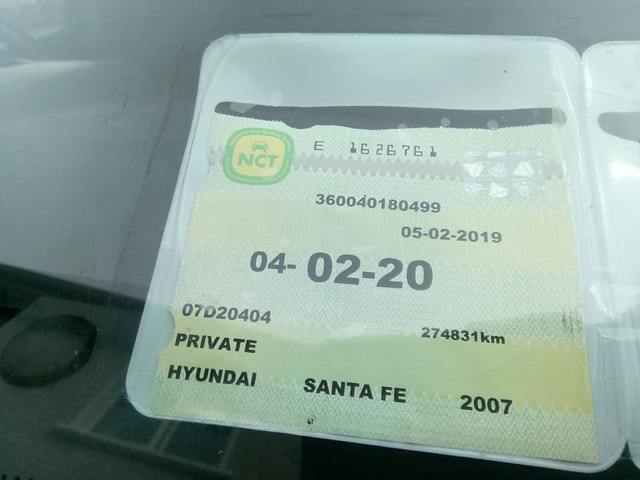 NCT
E 1626761
360040180499
05-02-2019
04-02-20
07D20404
274831km
PRIVATE
HYUNDAI SANTA FE 2007